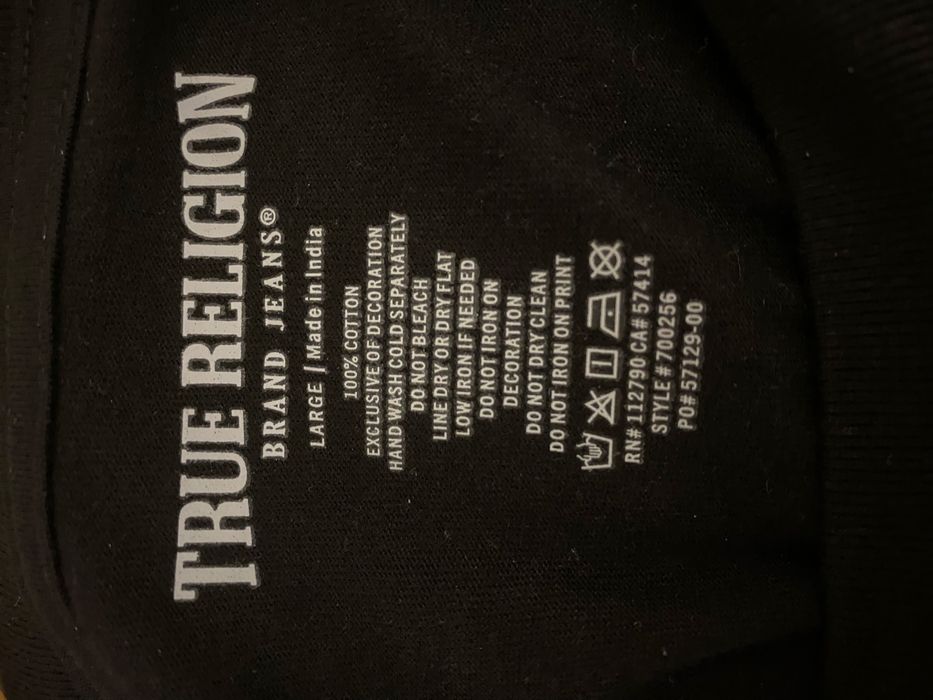 TRUE RELIGION
BRAND JEANS®
LARGE / Made in India
100% COTTON
EXCLUSIVE OF DECORATION
HAND WASH COLD SEPARATELY
DO NOT BLEACH
LINE DRY OR DRY FLAT
LOW IRON IF NEEDED
DO NOT IRON ON
DECORATION
DO NOT DRY CLEAN
DO NOT IRON ON PRINT
RN# 112790 CA# 57414
STYLE # 700256
PO# 57129-00